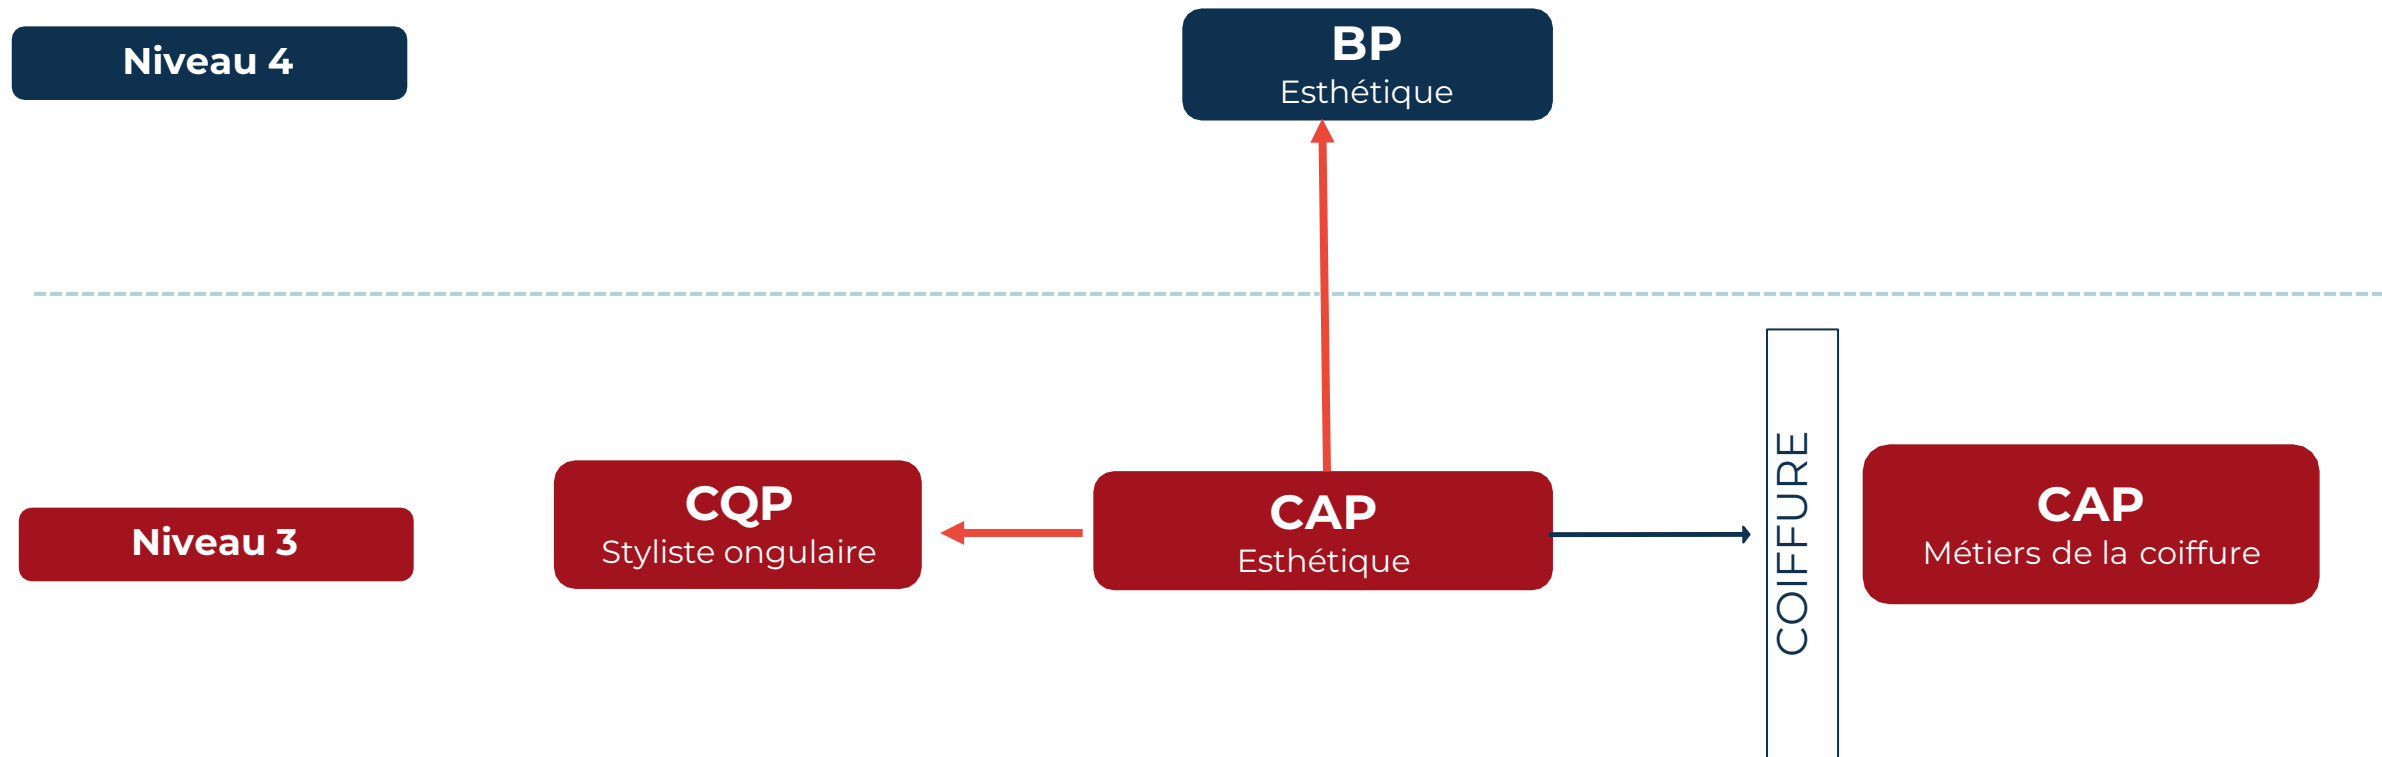 Niveau 4
BP
Esthétique
Niveau 3
CQP
Styliste ongulaire
CAP
Esthétique
COIFFURE
CAP
Métiers de la coiffure